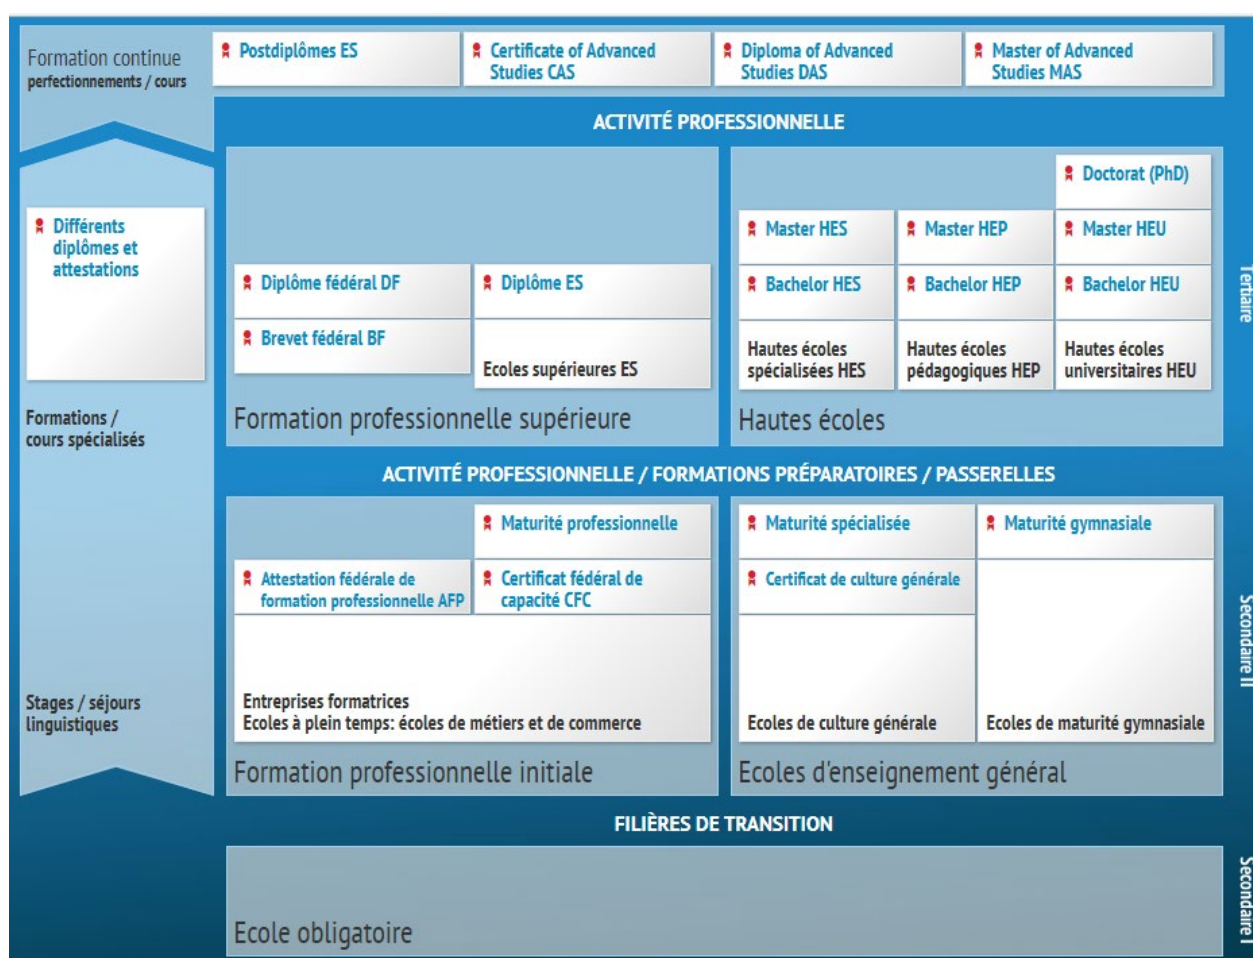 Formation continue
perfectionnements / cours
Postdiplômes ES
Certificate of Advanced
Studies CAS
Diploma of Advanced
Studies DAS
Master of Advanced
Studies MAS
ACTIVITÉ PROFESSIONNELLE
Différents
diplômes et
attestations
Formations /
cours spécialisés
Stages / séjours
linguistiques
Diplôme fédéral DF
Brevet fédéral BF
Diplôme ES
Ecoles supérieures ES
Formation professionnelle supérieure
Doctorat (PhD)
Master HES
Master HEP
Master HEU
Bachelor HES
Bachelor HEP
Bachelor HEU
Hautes écoles
spécialisées HES
Hautes écoles
pédagogiques HEP
Hautes écoles
universitaires HEU
Hautes écoles
Tertiaire
ACTIVITÉ PROFESSIONNELLE / FORMATIONS PRÉPARATOIRES / PASSERELLES
Maturité professionnelle
Attestation fédérale de
formation professionnelle AFP
Certificat fédéral de
capacité CFC
Entreprises formatrices
Ecoles à plein temps: écoles de métiers et de commerce
Formation professionnelle initiale
Maturité spécialisée
Maturité gymnasiale
Certificat de culture générale
Ecoles de culture générale
Ecoles de maturité gymnasiale
Ecoles d'enseignement général
Secondaire II
FILIÈRES DE TRANSITION
Ecole obligatoire
Secondaire I